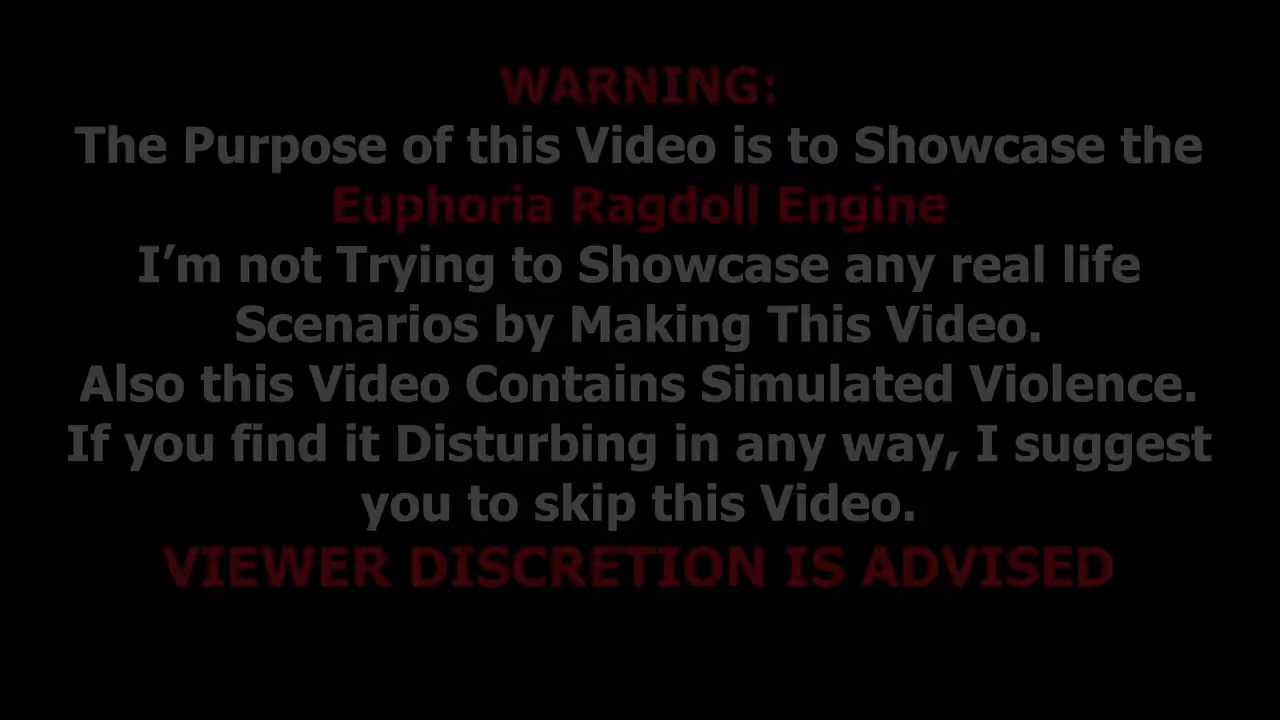 WARNING:
The Purpose of this Video is to Showcase the
Euphoria Ragdoll Engine
I’m not Trying to Showcase any real life
Scenarios by Making This Video.
Also this Video Contains Simulated Violence.
If you find it Disturbing in any way, I suggest
you to skip this Video.
VIEWER DISCRETION IS ADVISED